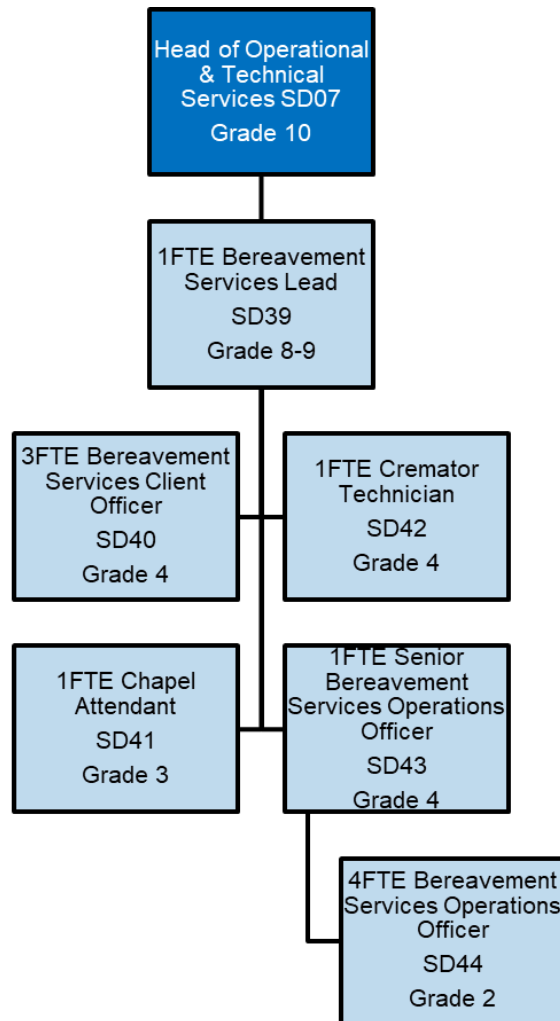 Head of Operational
& Technical
Services SD07
Grade 10
1FTE Bereavement
Services Lead
SD39
Grade 8-9
3FTE Bereavement
Services Client
Officer
SD40
Grade 4
1FTE Cremator
Technician
SD42
Grade 4
1FTE Chapel
Attendant
SD41
Grade 3
1FTE Senior
Bereavement
Services Operations
Officer
SD43
Grade 4
4FTE Bereavement
Services Operations
Officer
SD44
Grade 2